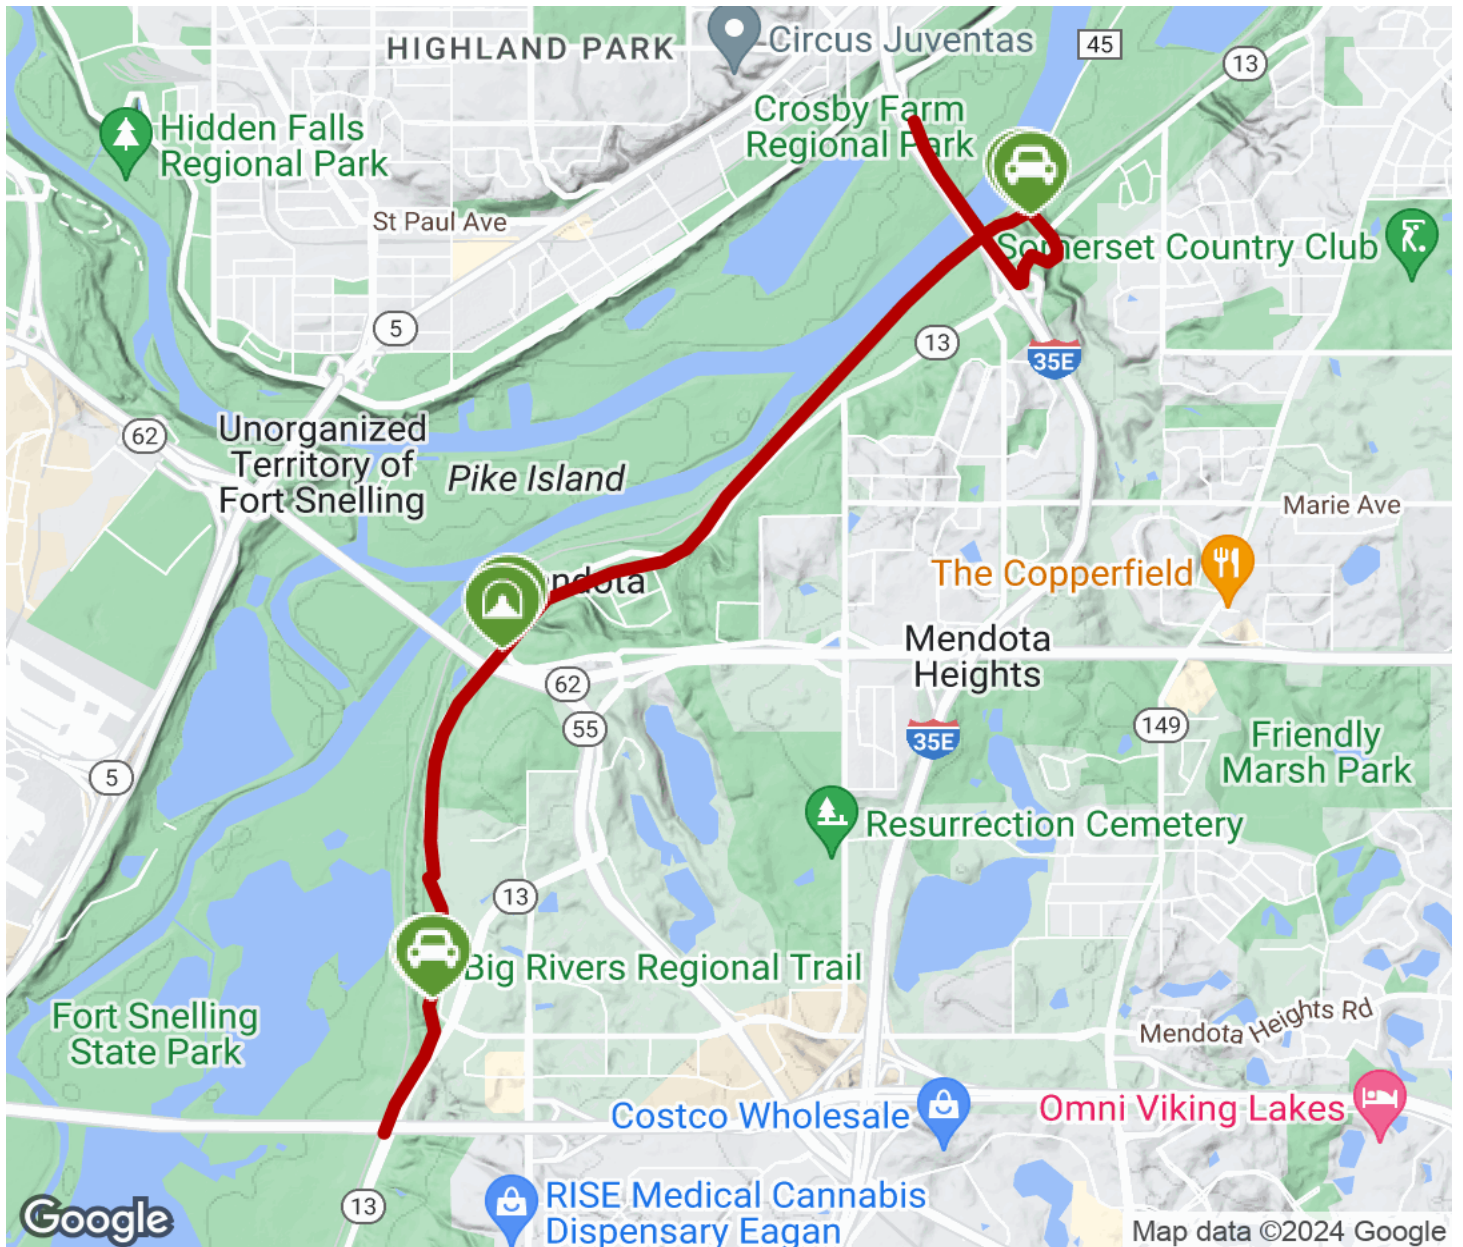 HIGHLAND PARK
Circus Juventas
45
13
Crosby Farm
Regional Park
Hidden Falls
Regional Park
St Paul Ave
Somerset Country Club
5
13
35E
62
Unorganized
Territory of
Fort Snelling
Pike Island
Marie Ave
The Copperfield
endota
Mendota
Heights
62
55
35E
149
Friendly
Marsh Park
5
Resurrection Cemetery
13
Big Rivers Regional Trail
Fort Snelling
State Park
Mendota Heights Rd
Costco Wholesale
Omni Viking Lakes
13
RISE Medical Cannabis
Dispensary Eagan
Google
Map data ©2024 Google